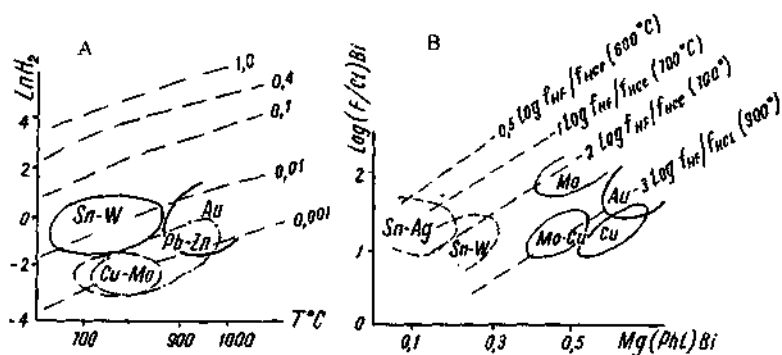 A
LnH₂
4
2
0
-2
-4
1,0
0,4
0,1
0,01
0,001
Sn-W
Au
Pb-Zn
Cu-Mo
700
900
1000
T°C
B
Log(F/Cl)Bi
2
1
0
0,5 log fHF/fHCl (600°C)
1 log fHF/fHCl (700°C)
2 log fHF/fHCl (700°)
Au-3 log fHF/fHCl (900°)
Mo
Sn-Ag
Sn-W
Mo-Cu
Cu
0,1
0,3
0,5
Mg(Phl)Bi